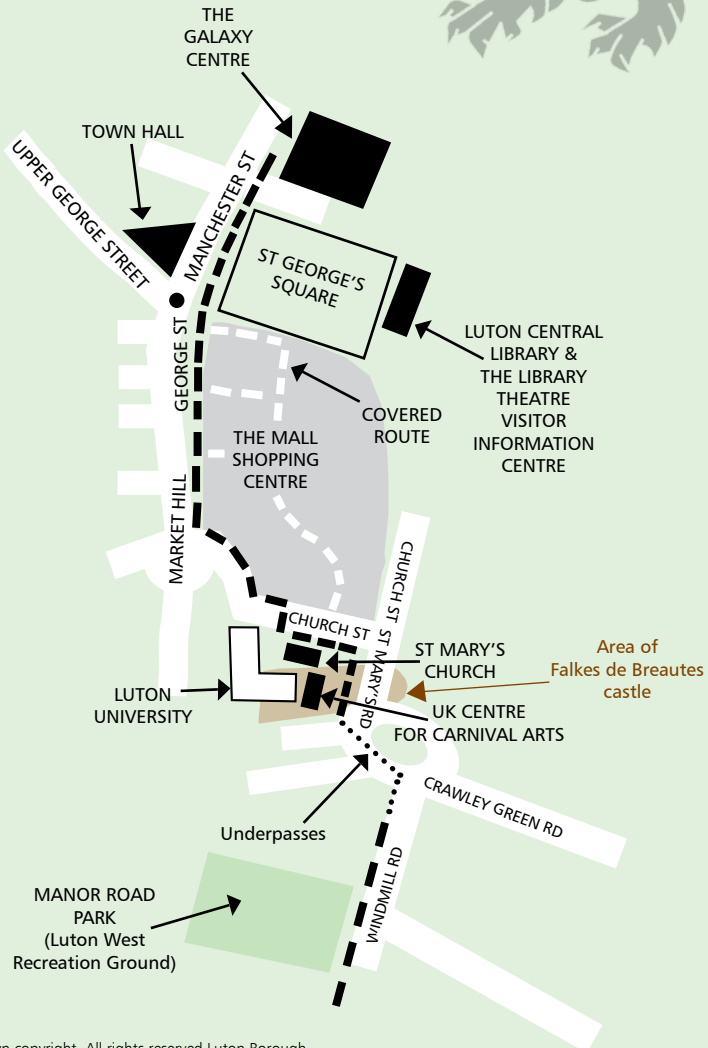 THE
GALAXY
CENTRE
TOWN HALL
UPPER GEORGE STREET
MANCHESTER ST
ST GEORGE'S
SQUARE
GEORGE ST
LUTON CENTRAL
LIBRARY &
THE LIBRARY
THEATRE
VISITOR
INFORMATION
CENTRE
COVERED
ROUTE
THE MALL
SHOPPING
CENTRE
MARKET HILL
CHURCH ST
CHURCH ST
ST MARY'S RD
ST MARY'S
CHURCH
Area of
Falkes de Breautes
castle
LUTON
UNIVERSITY
UK CENTRE
FOR CARNIVAL ARTS
CRAWLEY GREEN RD
Underpasses
WINDMILL RD
MANOR ROAD
PARK
(Luton West
Recreation Ground)
copyright. All rights reserved Luton Borough